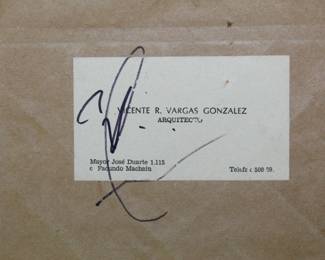 VICENTE R. VARGAS GONZALEZ
ARQUITECTO
Mayor José Duarte 1.115
c Facundo Machain